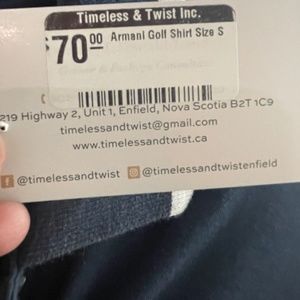 Timeless & Twist Inc.
$70.00 Armani Golf Shirt Size S
219 Highway 2, Unit 1, Enfield, Nova Scotia B2T 1C9
timelessandtwist@gmail.com
www.timelessandtwist.ca
f @timelessandtwist @timelessandtwistenfield